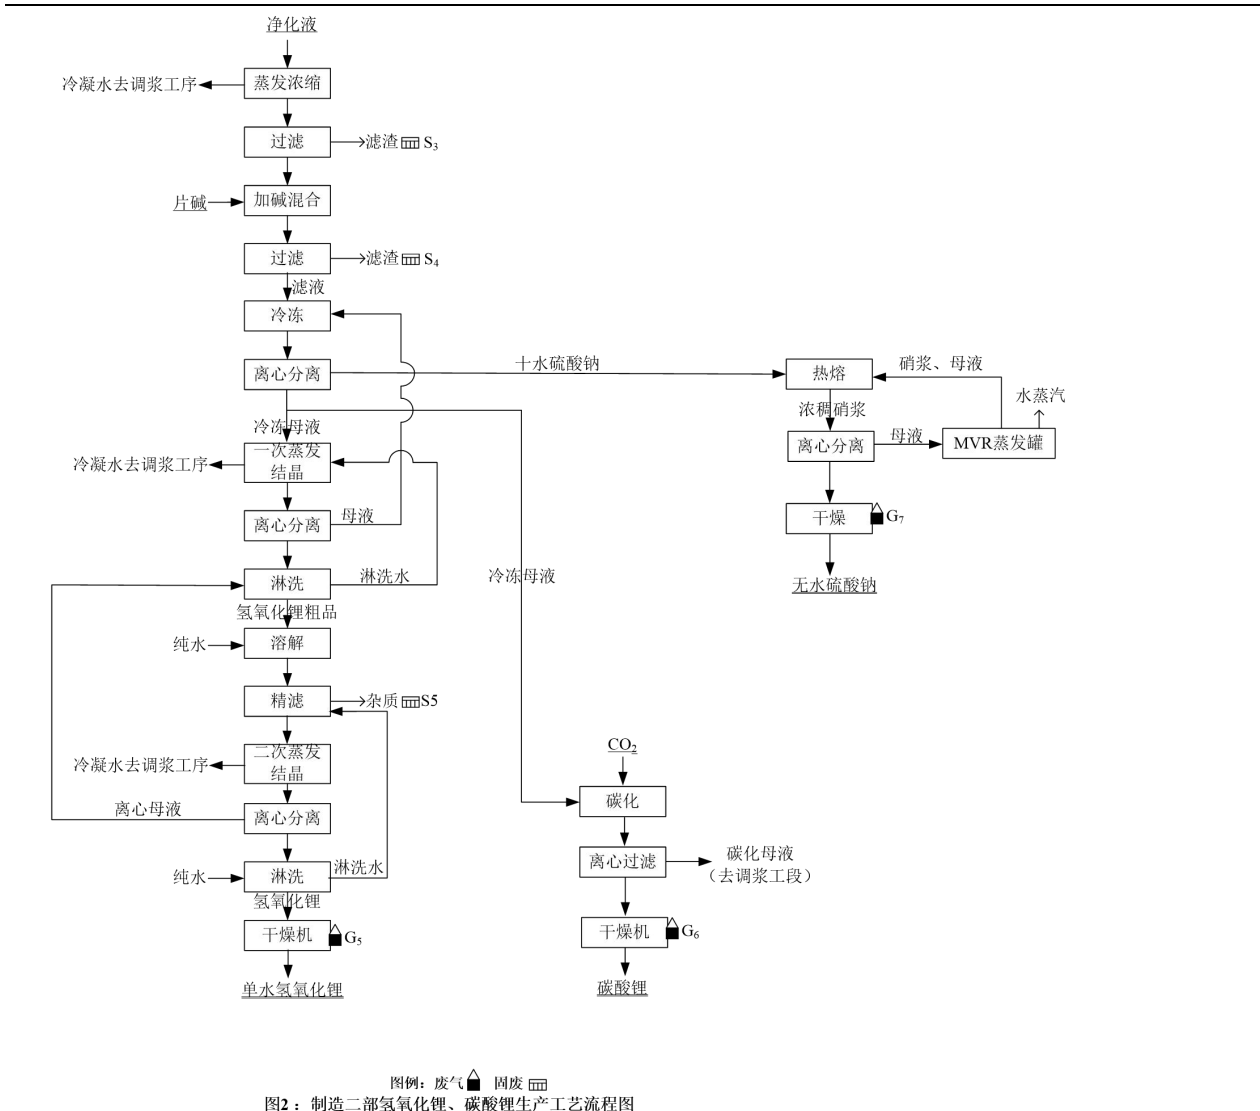 净化液
冷凝水去调浆工序
蒸发浓缩
过滤
滤渣 S₃
片碱
加碱混合
过滤
滤渣 S₄
滤液
冷冻
离心分离
十水硫酸钠
热熔
硝浆、母液
水蒸汽
浓稠硝浆
冷冻母液
离心分离
母液
MVR蒸发罐
冷凝水去调浆工序
一次蒸发
结晶
离心分离
母液
干燥
G₇
淋洗
淋洗水
冷冻母液
无水硫酸钠
氢氧化锂粗品
纯水
溶解
精滤
杂质 S5
冷凝水去调浆工序
二次蒸发
结晶
CO₂
离心母液
离心分离
碳化
纯水
淋洗
淋洗水
离心过滤
碳化母液
（去调浆工段）
氢氧化锂
干燥机
G₅
干燥机
G₆
单水氢氧化锂
碳酸锂
图例：废气 固废
图2 ：制造二部氢氧化锂、碳酸锂生产工艺流程图